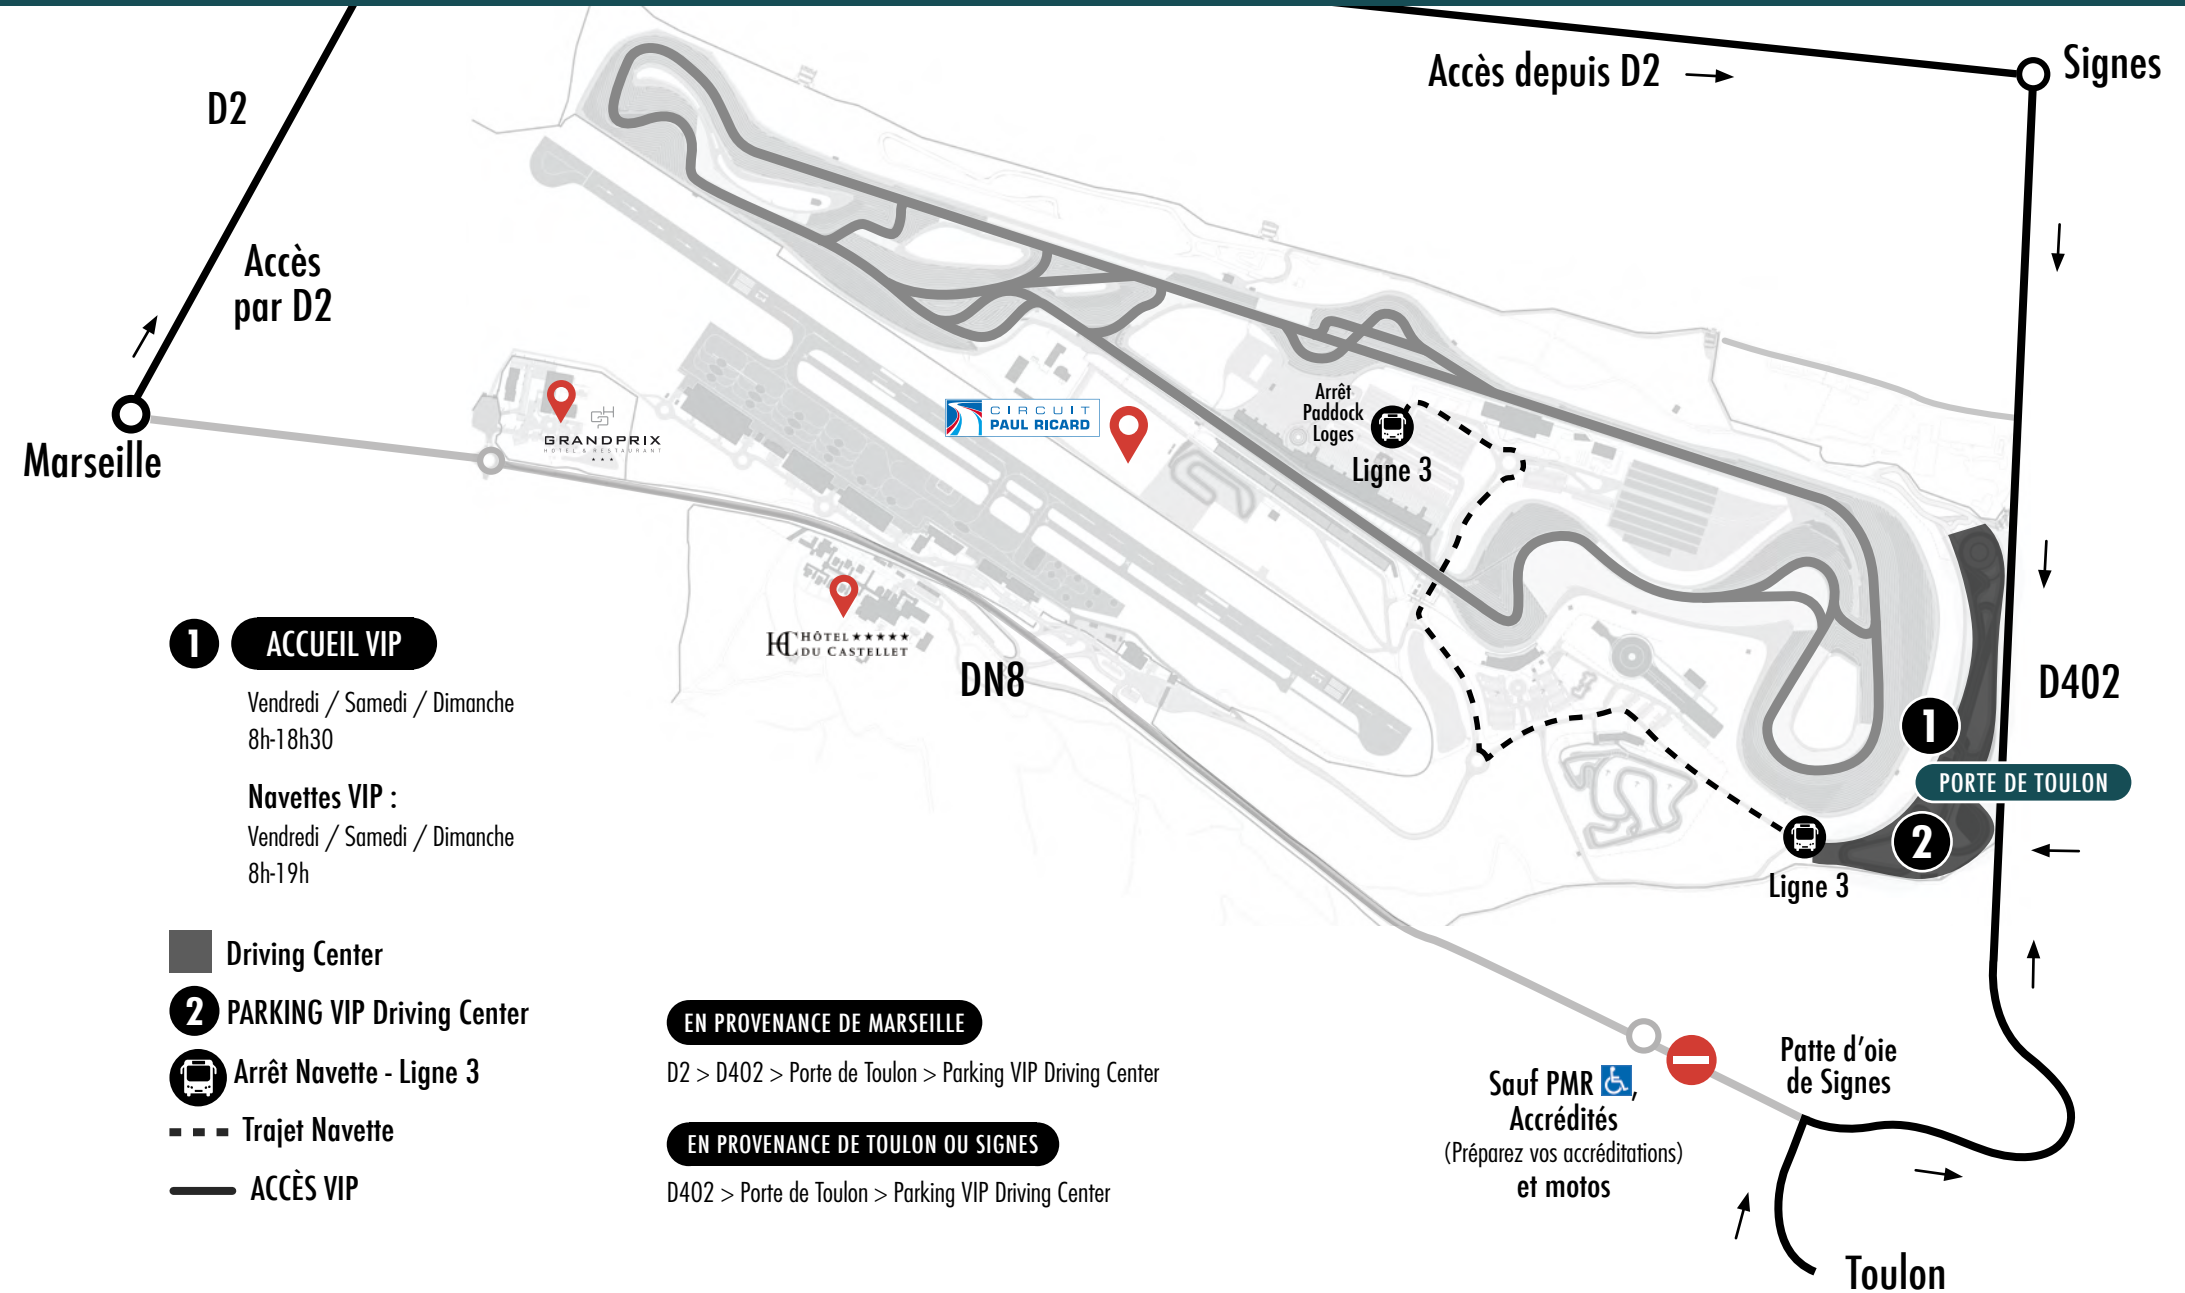 Accès depuis D2
Signes
D2
Accès
par D2
Marseille
GH
GRANDPRIX
HOTEL & RESTAURANT
CIRCUIT
PAUL RICARD
Arrêt
Paddock
Loges
Ligne 3
HC HÔTEL★★★★★
DU CASTELLET
DN8
D402
1
PORTE DE TOULON
2
Ligne 3
1 ACCUEIL VIP
Vendredi / Samedi / Dimanche
8h-18h30
Navettes VIP :
Vendredi / Samedi / Dimanche
8h-19h
Driving Center
2 PARKING VIP Driving Center
Arrêt Navette - Ligne 3
Trajet Navette
ACCÈS VIP
EN PROVENANCE DE MARSEILLE
D2 > D402 > Porte de Toulon > Parking VIP Driving Center
EN PROVENANCE DE TOULON OU SIGNES
D402 > Porte de Toulon > Parking VIP Driving Center
Sauf PMR ,
Accrédités
(Préparez vos accréditations)
et motos
Patte d'oie
de Signes
Toulon